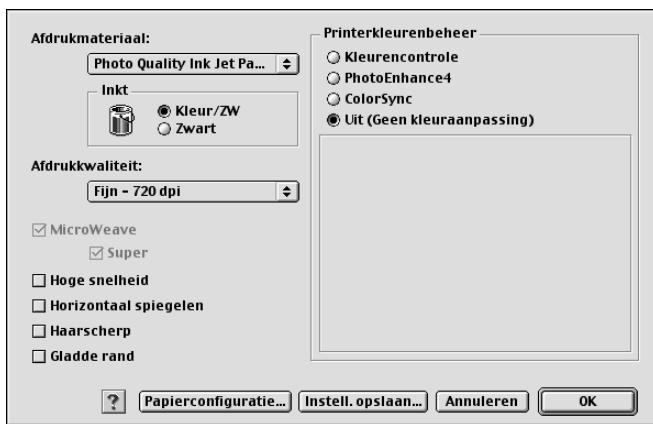 Afdrukmateriaal:
Photo Quality Ink Jet Pa...
Inkt
Kleur/ZW
Zwart
Afdrukkwaliteit:
Fijn - 720 dpi
MicroWeave
Super
Hoge snelheid
Horizontaal spiegelen
Haarscherp
Gladde rand
Printerkleurenbeheer
Kleurencontrole
PhotoEnhance4
ColorSync
Uit (Geen kleuraanpassing)
? Papierconfiguratie... Instell. opslaan... Annuleren OK